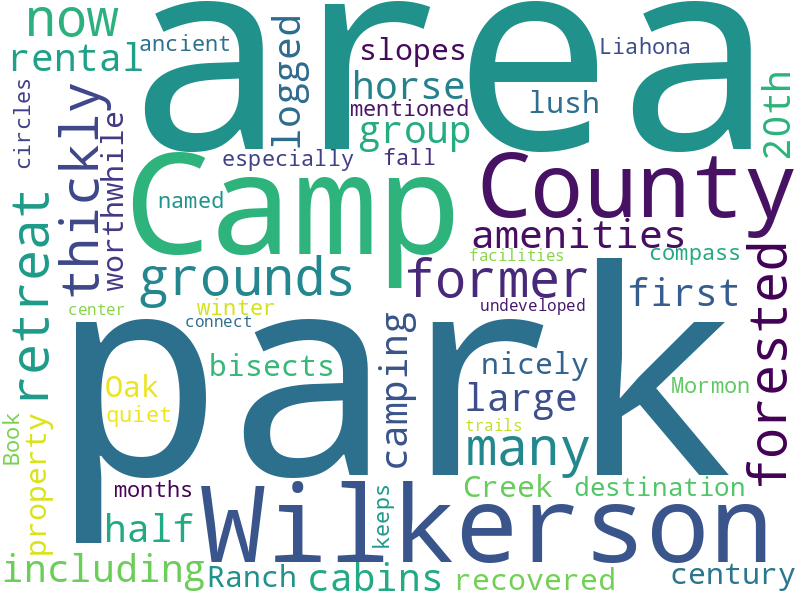 area
now
ancient
logged
slopes
Liahona
rental
horse
lush
20th
mentioned
circles
thickly
worthwhile
group
especially
fall
Camp
County
named
retreat
amenities
forested
facilities
compass
grounds
former
first
center
winter
undeveloped
park
connect
camping
bisects
nicely
Oak
large
Mormon
quiet
Book
property
trails
many
months
Creek
destination
half
keeps
Wilkerson
including
Ranch
cabins
recovered
century